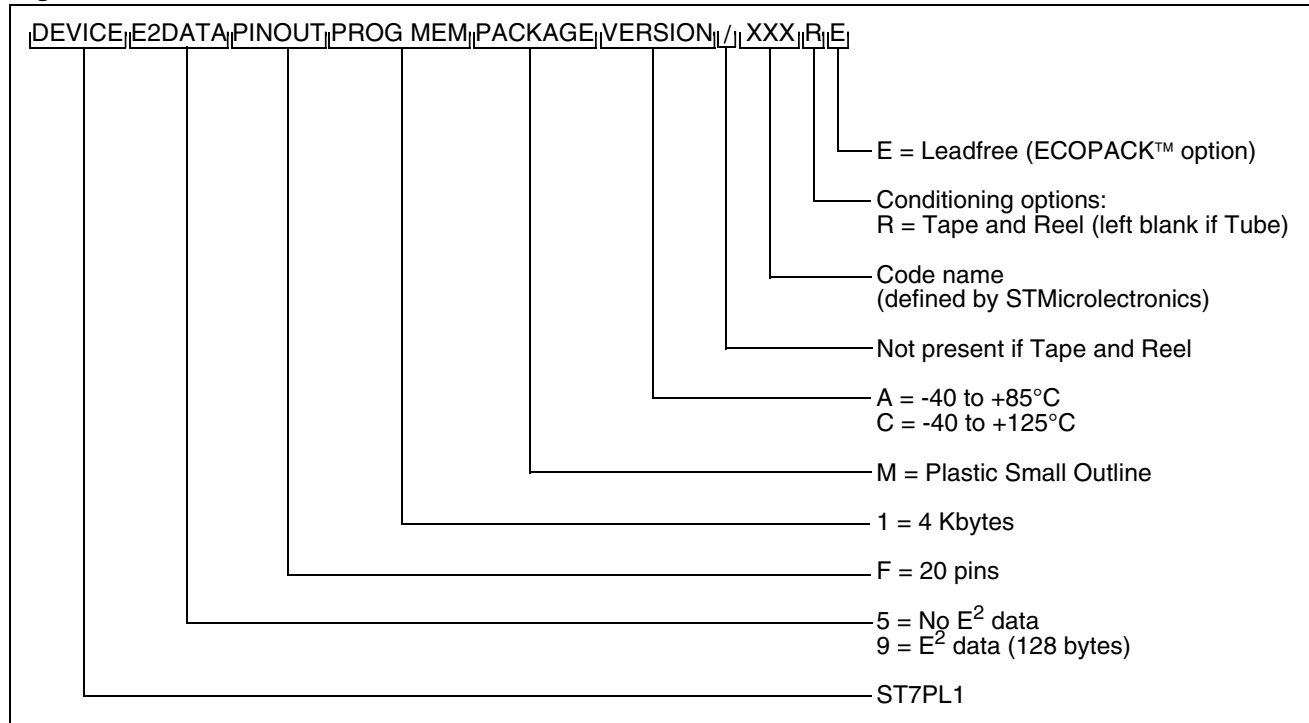 DEVICE E2DATA PINOUT PROG MEM PACKAGE VERSION / XXX R E
E = Leadfree (ECOPACK™ option)
Conditioning options:
R = Tape and Reel (left blank if Tube)
Code name
(defined by STMicrolectronics)
Not present if Tape and Reel
A = -40 to +85°C
C = -40 to +125°C
M = Plastic Small Outline
1 = 4 Kbytes
F = 20 pins
5 = No E² data
9 = E² data (128 bytes)
ST7PL1